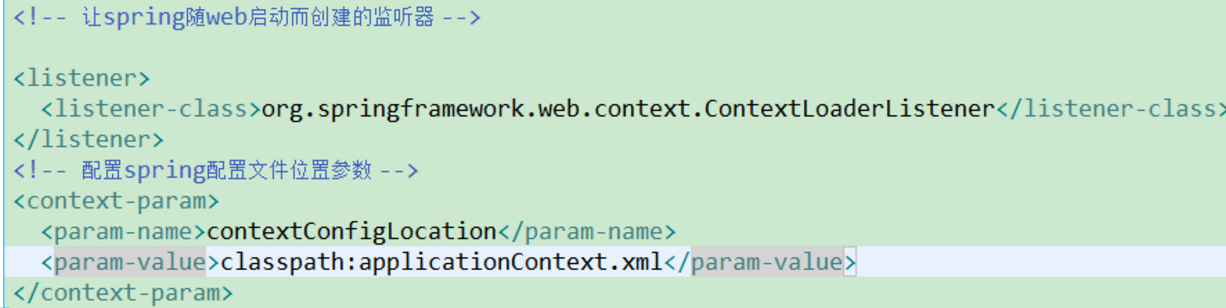 <!-- 让spring随web启动而创建的监听器 -->
<listener>
<listener-class>org.springframework.web.context.ContextLoaderListener</listener-class>
</listener>
<!-- 配置spring配置文件位置参数 -->
<context-param>
<param-name>contextConfigLocation</param-name>
<param-value>classpath:applicationContext.xml</param-value>
</context-param>